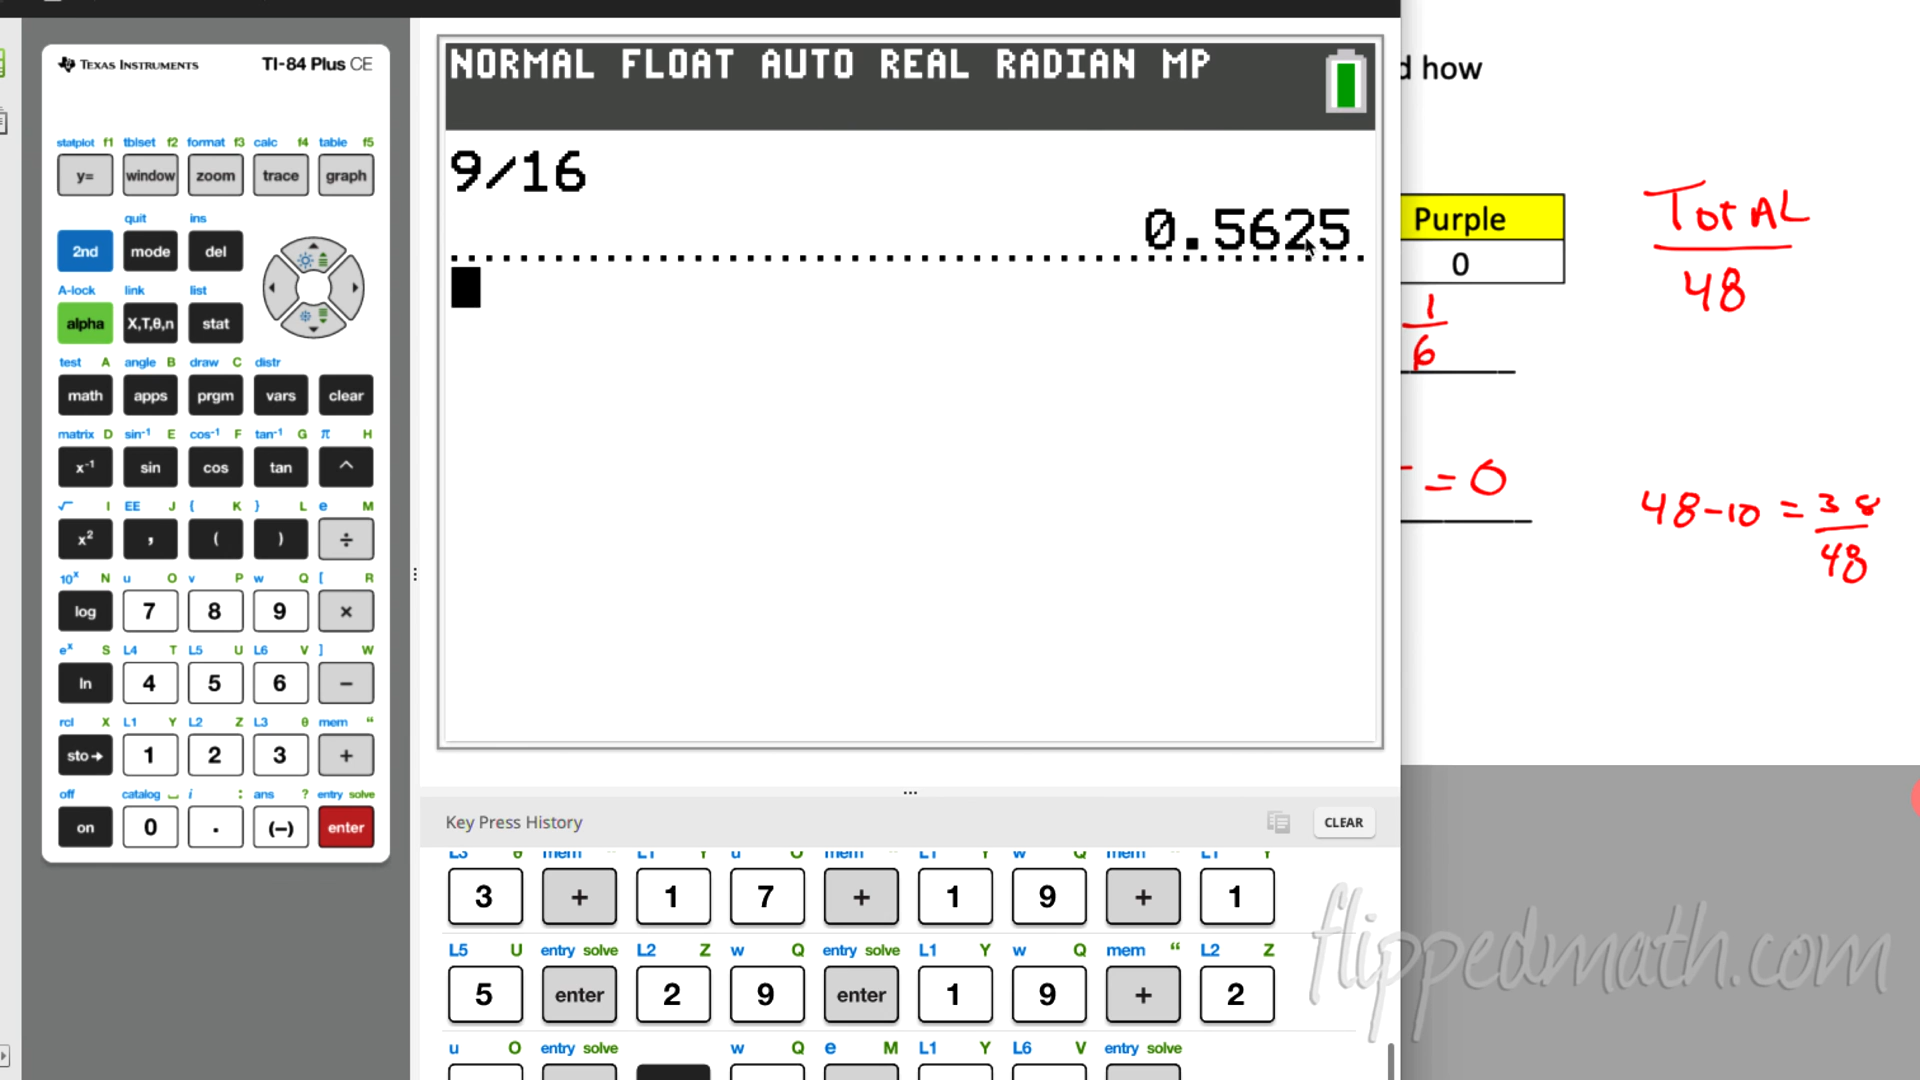 TEXAS INSTRUMENTS TI-84 Plus CE
statplot f1 tblset f2 format f3 calc f4 table f5
y= window zoom trace graph
quit ins
2nd mode del
A-lock link list
alpha X,T,θ,n stat
test A angle B draw C distr
math apps prgm vars clear
matrix D sin-1 E cos-1 F tan-1 G π H
x-1 sin cos tan ^
√ I EE J { K } L e M
x² , ( ) ÷
10x N u O v P w Q [ R
log 7 8 9 ×
ex S L4 T L5 U L6 V ] W
ln 4 5 6 −
rcl X L1 Y L2 Z L3 θ mem “
sto→ 1 2 3 +
off catalog i : ans ? entry solve
on 0 . (−) enter
NORMAL FLOAT AUTO REAL RADIAN MP
9/16
0.5625
d how
Purple
0
1
6
= 0
TOTAL
48
48-10 = 38
48
Key Press History
CLEAR
L3 θ mem L1 Y u O mem L1 Y w Q mem L1 Y
3 + 1 7 + 1 9 + 1
L5 U entry solve L2 Z w Q entry solve L1 Y w Q mem “ L2 Z
5 enter 2 9 enter 1 9 + 2
u O entry solve w Q e M L1 Y L6 V entry solve
flippedmath.com